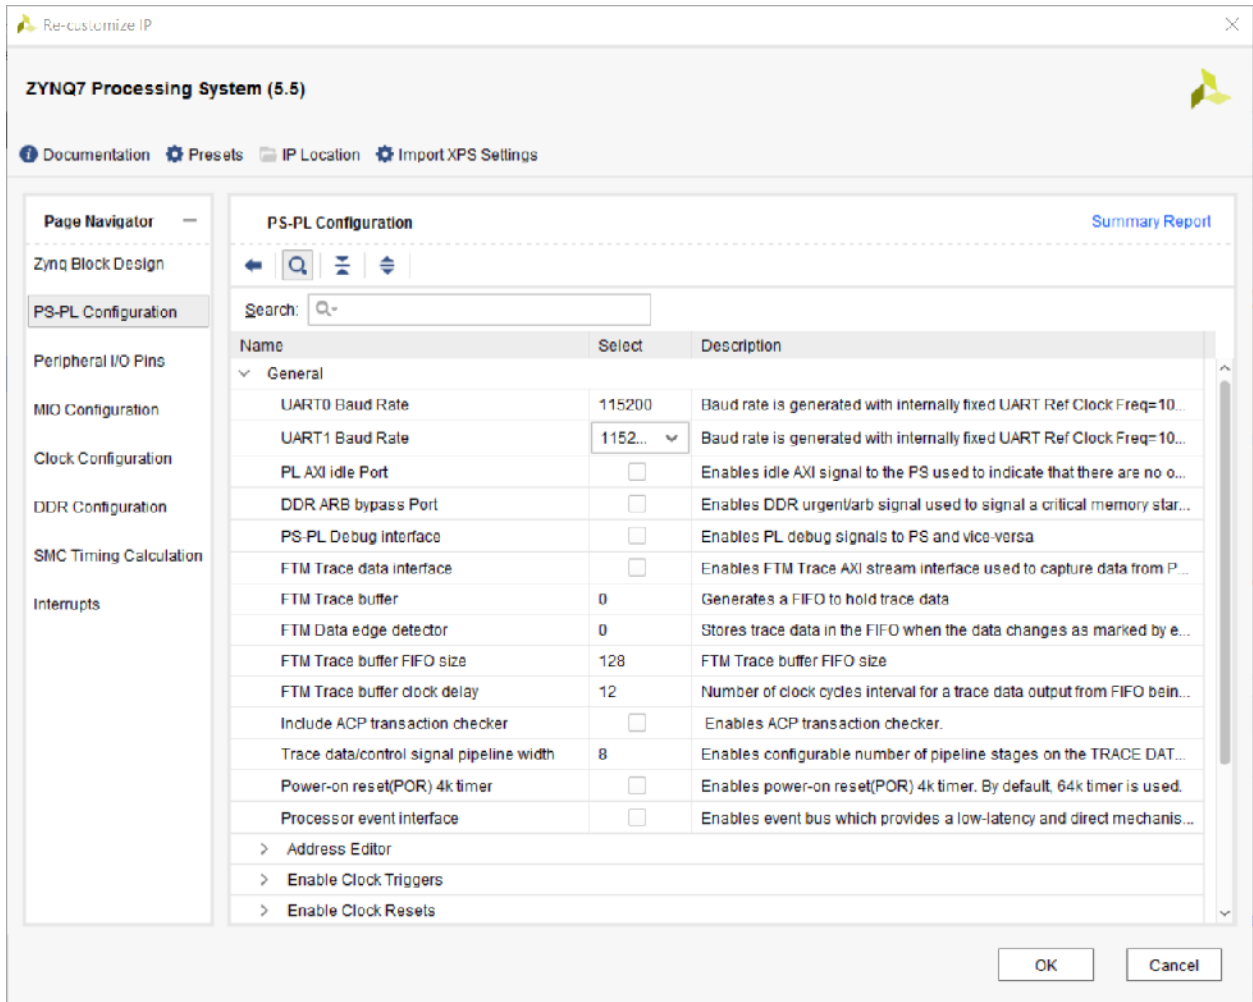 Re-customize IP
ZYNQ7 Processing System (5.5)
Documentation Presets IP Location Import XPS Settings
Page Navigator
Zynq Block Design
PS-PL Configuration
Peripheral I/O Pins
MIO Configuration
Clock Configuration
DDR Configuration
SMC Timing Calculation
Interrupts
PS-PL Configuration Summary Report
Search:
Name Select Description
General
UART0 Baud Rate 115200 Baud rate is generated with internally fixed UART Ref Clock Freq=10...
UART1 Baud Rate 1152... Baud rate is generated with internally fixed UART Ref Clock Freq=10...
PL AXI idle Port Enables idle AXI signal to the PS used to indicate that there are no o...
DDR ARB bypass Port Enables DDR urgent/arb signal used to signal a critical memory star...
PS-PL Debug interface Enables PL debug signals to PS and vice-versa
FTM Trace data interface Enables FTM Trace AXI stream interface used to capture data from P...
FTM Trace buffer 0 Generates a FIFO to hold trace data
FTM Data edge detector 0 Stores trace data in the FIFO when the data changes as marked by e...
FTM Trace buffer FIFO size 128 FTM Trace buffer FIFO size
FTM Trace buffer clock delay 12 Number of clock cycles interval for a trace data output from FIFO bein...
Include ACP transaction checker Enables ACP transaction checker.
Trace data/control signal pipeline width 8 Enables configurable number of pipeline stages on the TRACE DAT...
Power-on reset(POR) 4k timer Enables power-on reset(POR) 4k timer. By default, 64k timer is used.
Processor event interface Enables event bus which provides a low-latency and direct mechanis...
Address Editor
Enable Clock Triggers
Enable Clock Resets
OK Cancel